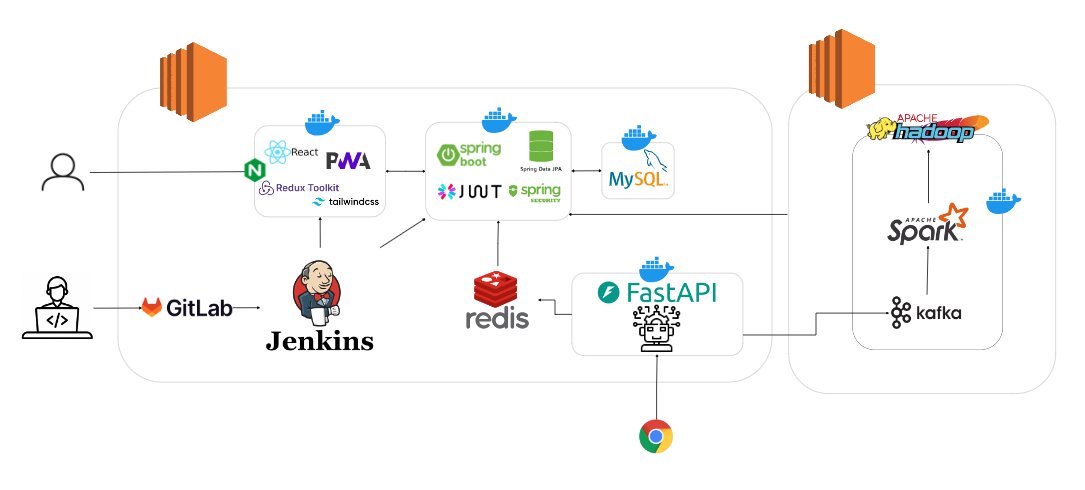 React
PWA
N
Redux Toolkit
tailwindcss
spring
boot
Spring Data JPA
JWT
spring
SECURITY
MySQL
APACHE
hadoop
APACHE
Spark
kafka
GitLab
Jenkins
redis
FastAPI